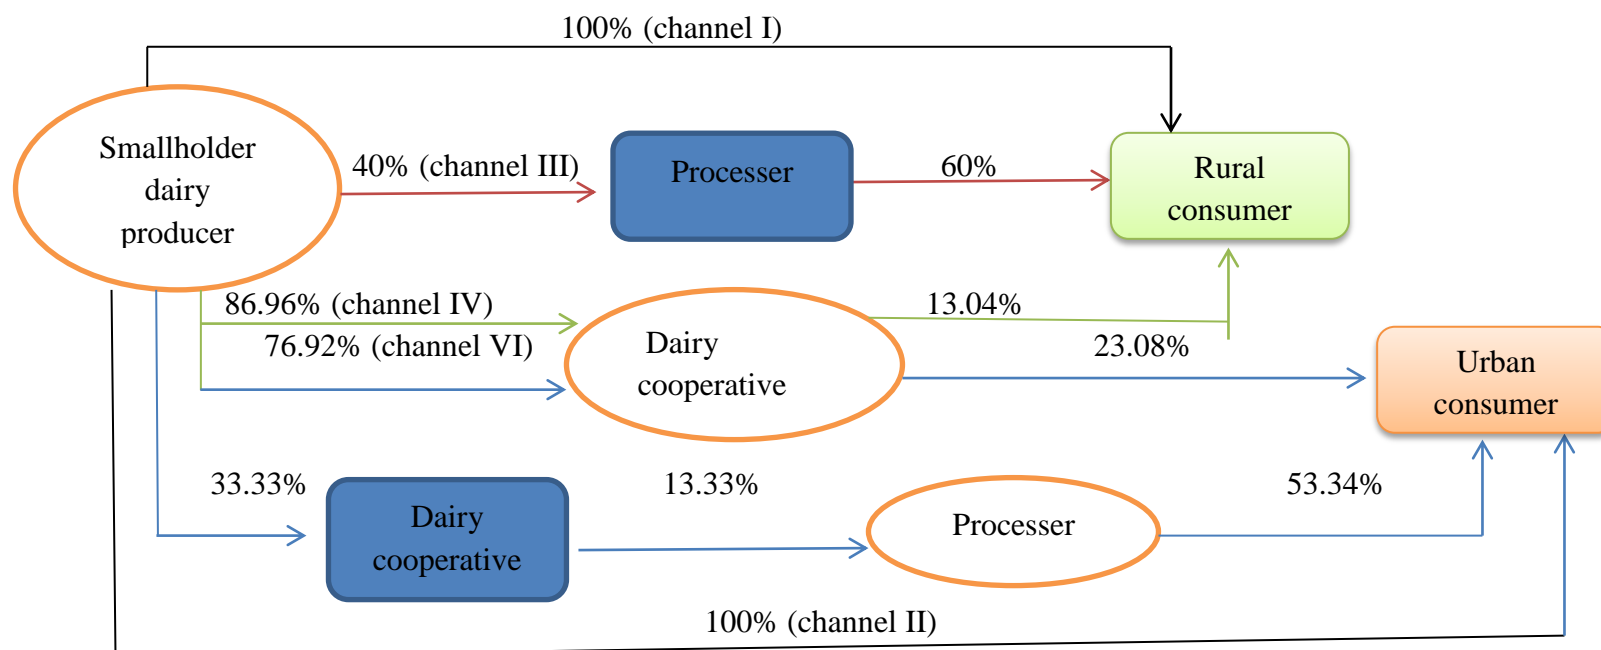 100% (channel I)
Smallholder
dairy
producer
40% (channel III)
Processer
60%
Rural
consumer
86.96% (channel IV)
13.04%
76.92% (channel VI)
Dairy
cooperative
23.08%
Urban
consumer
33.33%
Dairy
cooperative
13.33%
Processer
53.34%
100% (channel II)